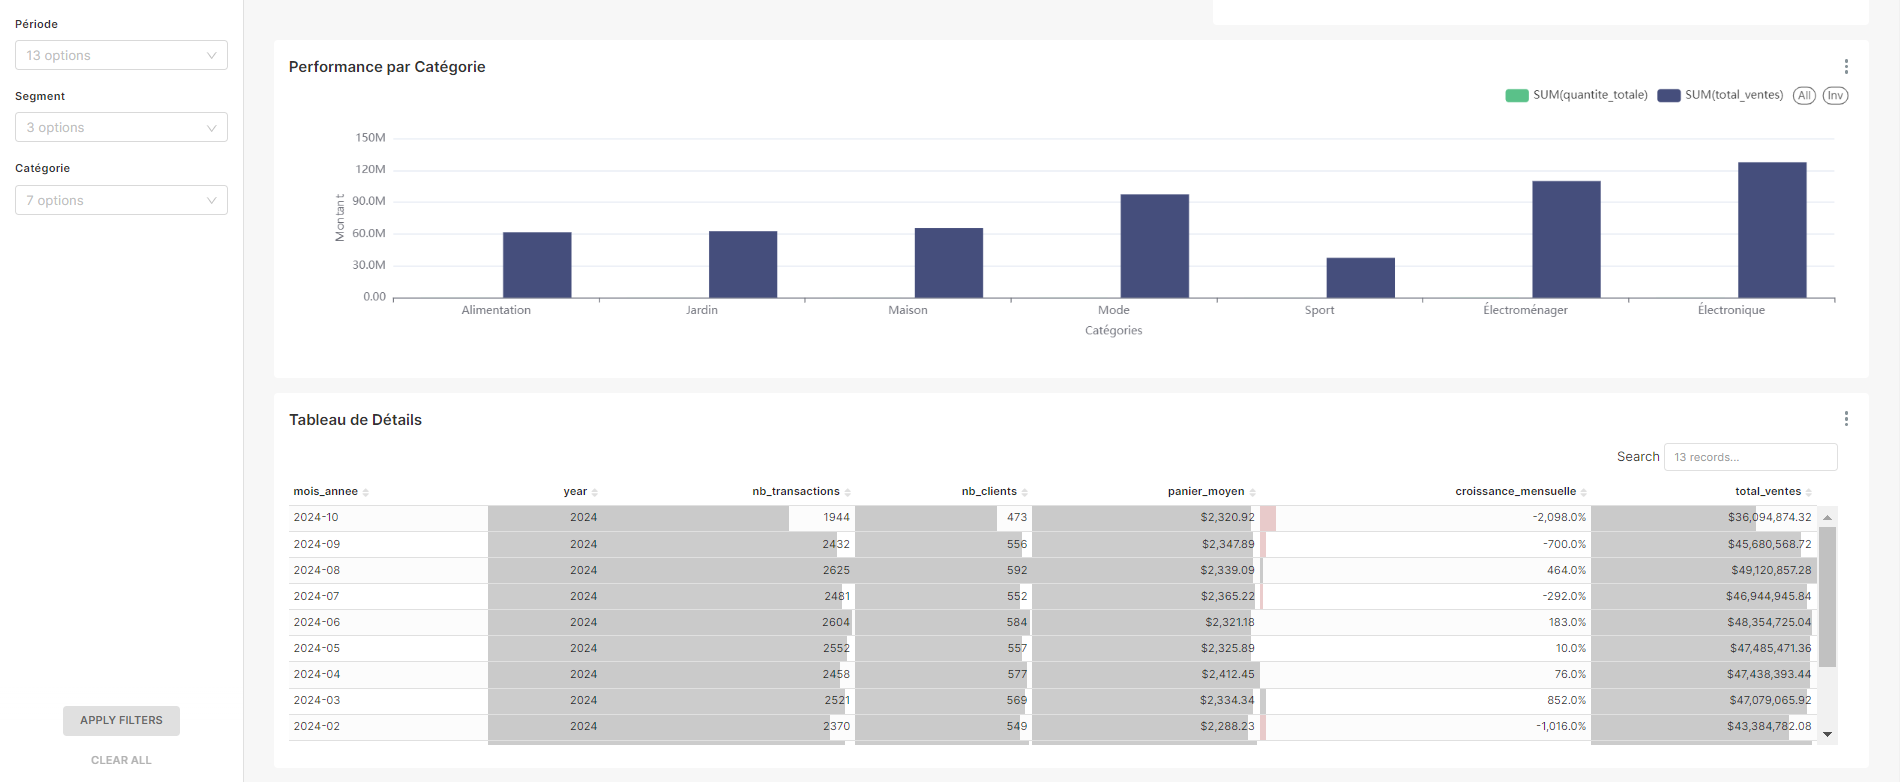 Période
13 options
Segment
3 options
Catégorie
7 options
APPLY FILTERS
CLEAR ALL
Performance par Catégorie
SUM(quantite_totale) SUM(total_ventes) All Inv
Montant
150M
120M
90.0M
60.0M
30.0M
0.00
Alimentation Jardin Maison Mode Sport Électroménager Électronique
Catégories
Tableau de Détails
Search 13 records...
mois_annee year nb_transactions nb_clients panier_moyen croissance_mensuelle total_ventes
2024-10 2024 1944 473 $2,320.92 -2,098.0% $36,094,874.32
2024-09 2024 2432 556 $2,347.89 -700.0% $45,680,568.72
2024-08 2024 2625 592 $2,339.09 464.0% $49,120,857.28
2024-07 2024 2481 552 $2,365.22 -292.0% $46,944,945.84
2024-06 2024 2604 584 $2,321.18 183.0% $48,354,725.04
2024-05 2024 2552 557 $2,325.89 10.0% $47,485,471.36
2024-04 2024 2458 577 $2,412.45 76.0% $47,438,393.44
2024-03 2024 2521 569 $2,334.34 852.0% $47,079,065.92
2024-02 2024 2370 549 $2,288.23 -1,016.0% $43,384,782.08